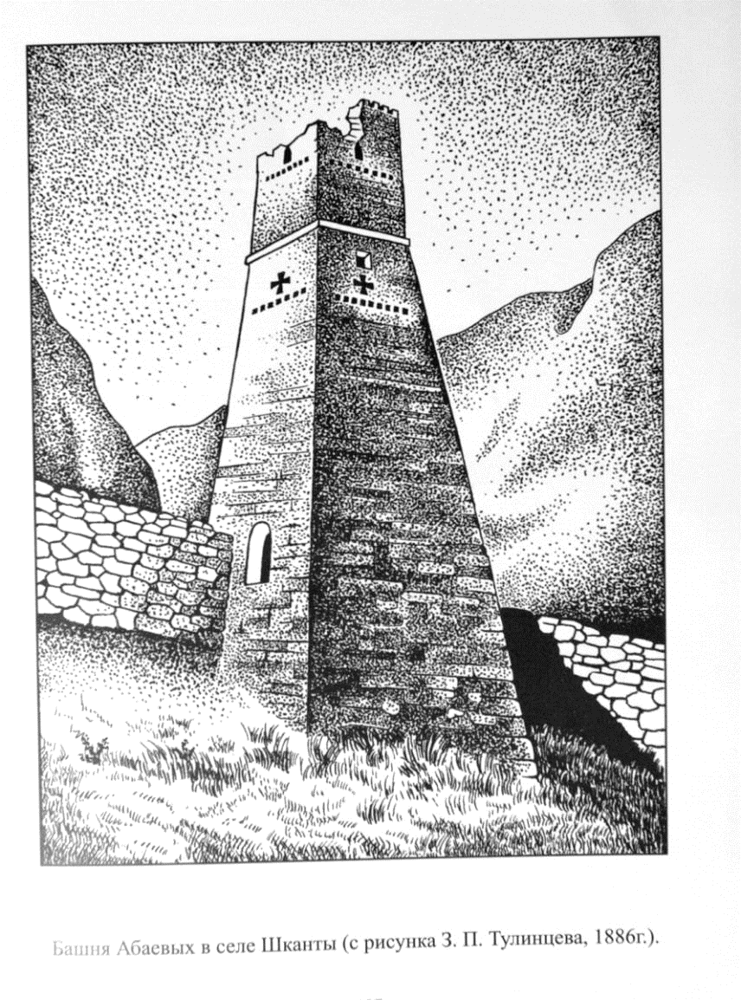 Башня Абаевых в селе Шканты (с рисунка З. П. Тулинцева, 1886г.).